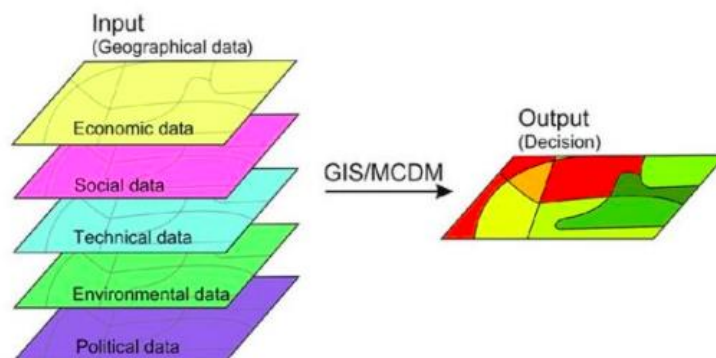 Input
(Geographical data)
Economic data
Social data
Technical data
Environmental data
Political data
GIS/MCDM
Output
(Decision)